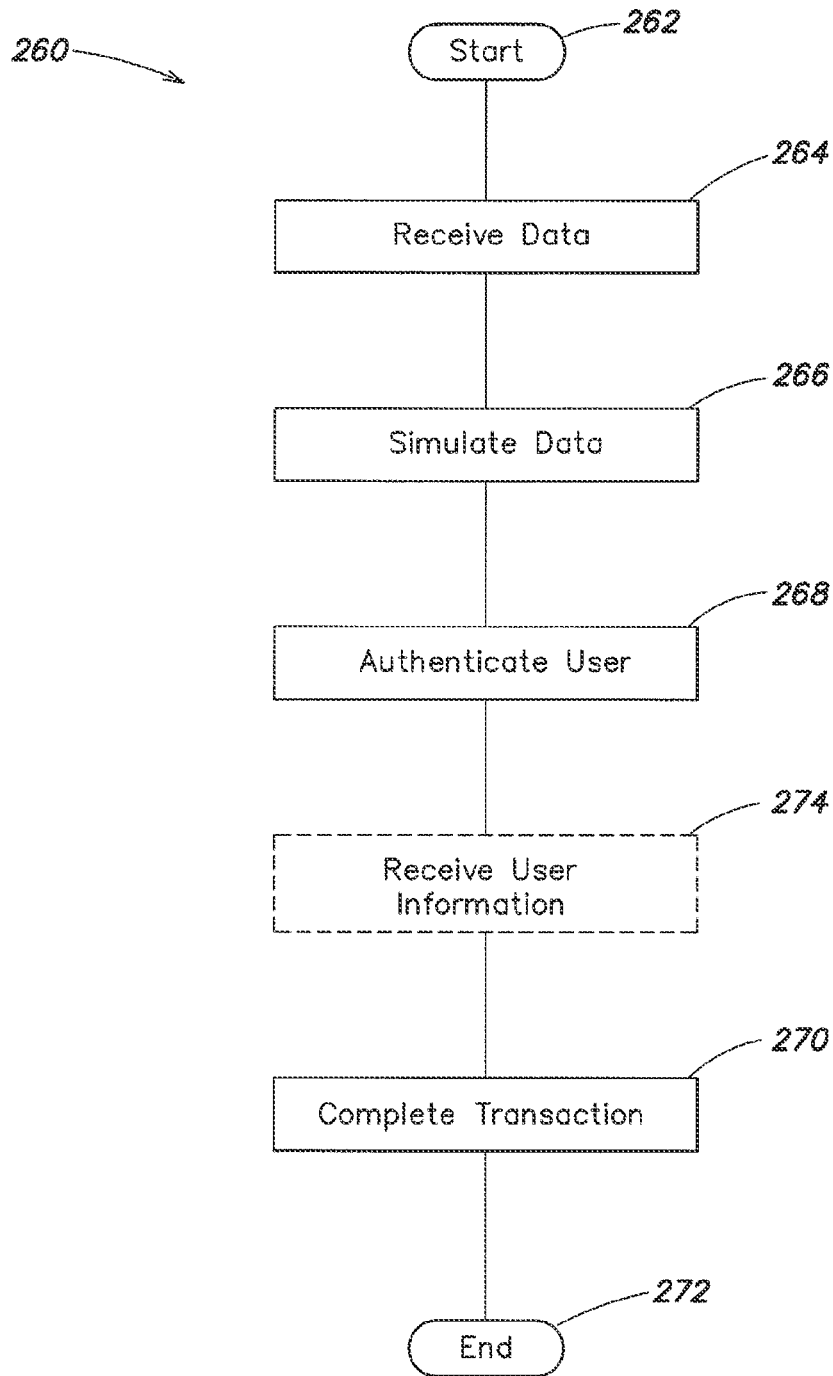 260
262
Start
264
Receive Data
266
Simulate Data
268
Authenticate User
274
Receive User
Information
270
Complete Transaction
272
End